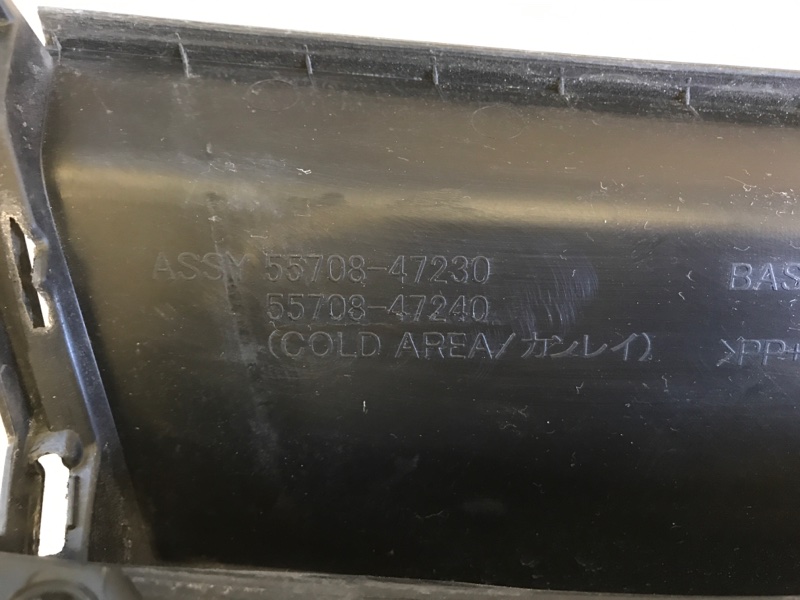 ASSY 55708-47230
55708-47240
(COLD AREA/カンレイ)
BAS
>PP+